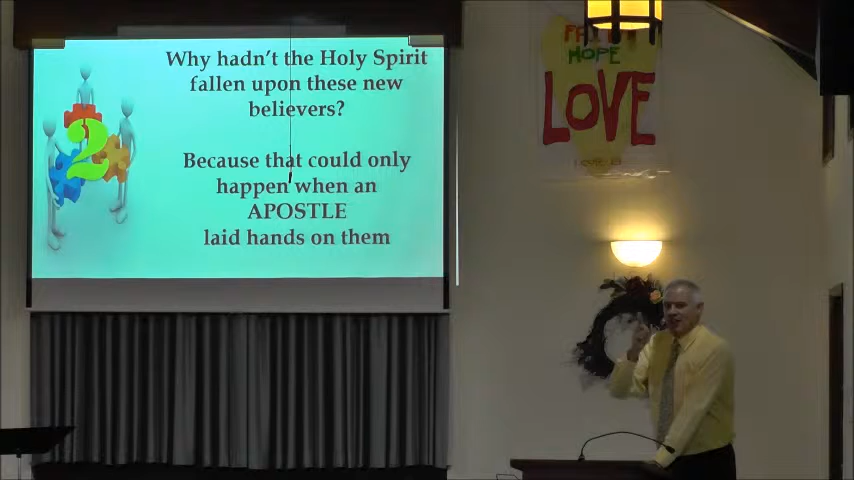 Why hadn't the Holy Spirit
fallen upon these new
believers?
Because that could only
happen when an
APOSTLE
laid hands on them
2
HOPE
LOVE